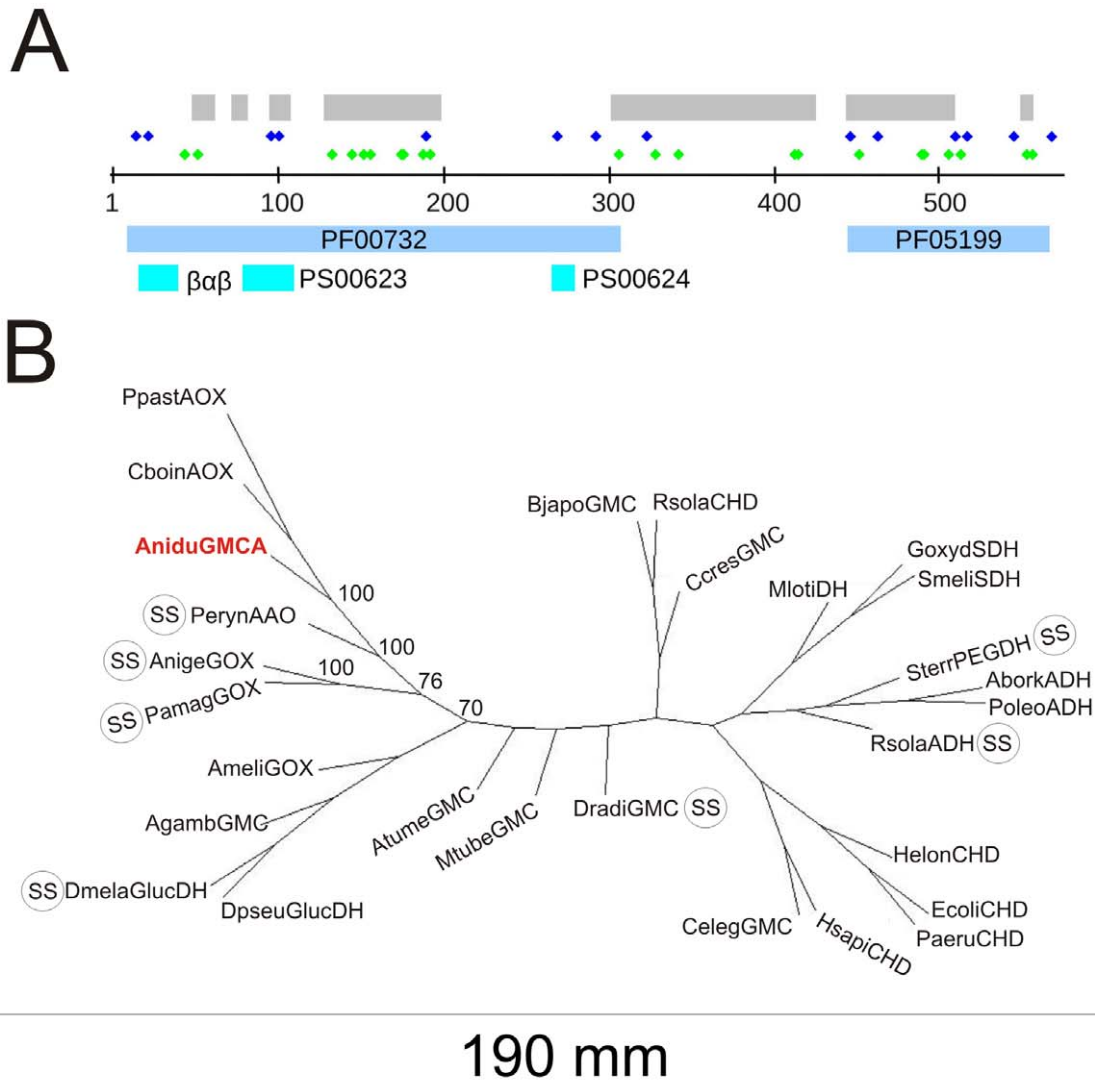 A
1 100 200 300 400 500
PF00732 PF05199
βαβ PS00623 PS00624
B
PpastAOX
CboinAOX
AniduGMCA
100
SS PerynAAO
100
SS AnigeGOX
100
76
SS PamagGOX
70
AmeliGOX
AgambGMC
SS DmelaGlucDH
DpseuGlucDH
AtumeGMC
MtubeGMC
DradiGMC SS
BjapoGMC
RsolaCHD
CcresGMC
MlotiDH
GoxydSDH
SmeliSDH
SterrPEGDH SS
AborkADH
PoleoADH
RsolaADH SS
HelonCHD
EcoliCHD
PaeruCHD
HsapiCHD
CelegGMC
190 mm